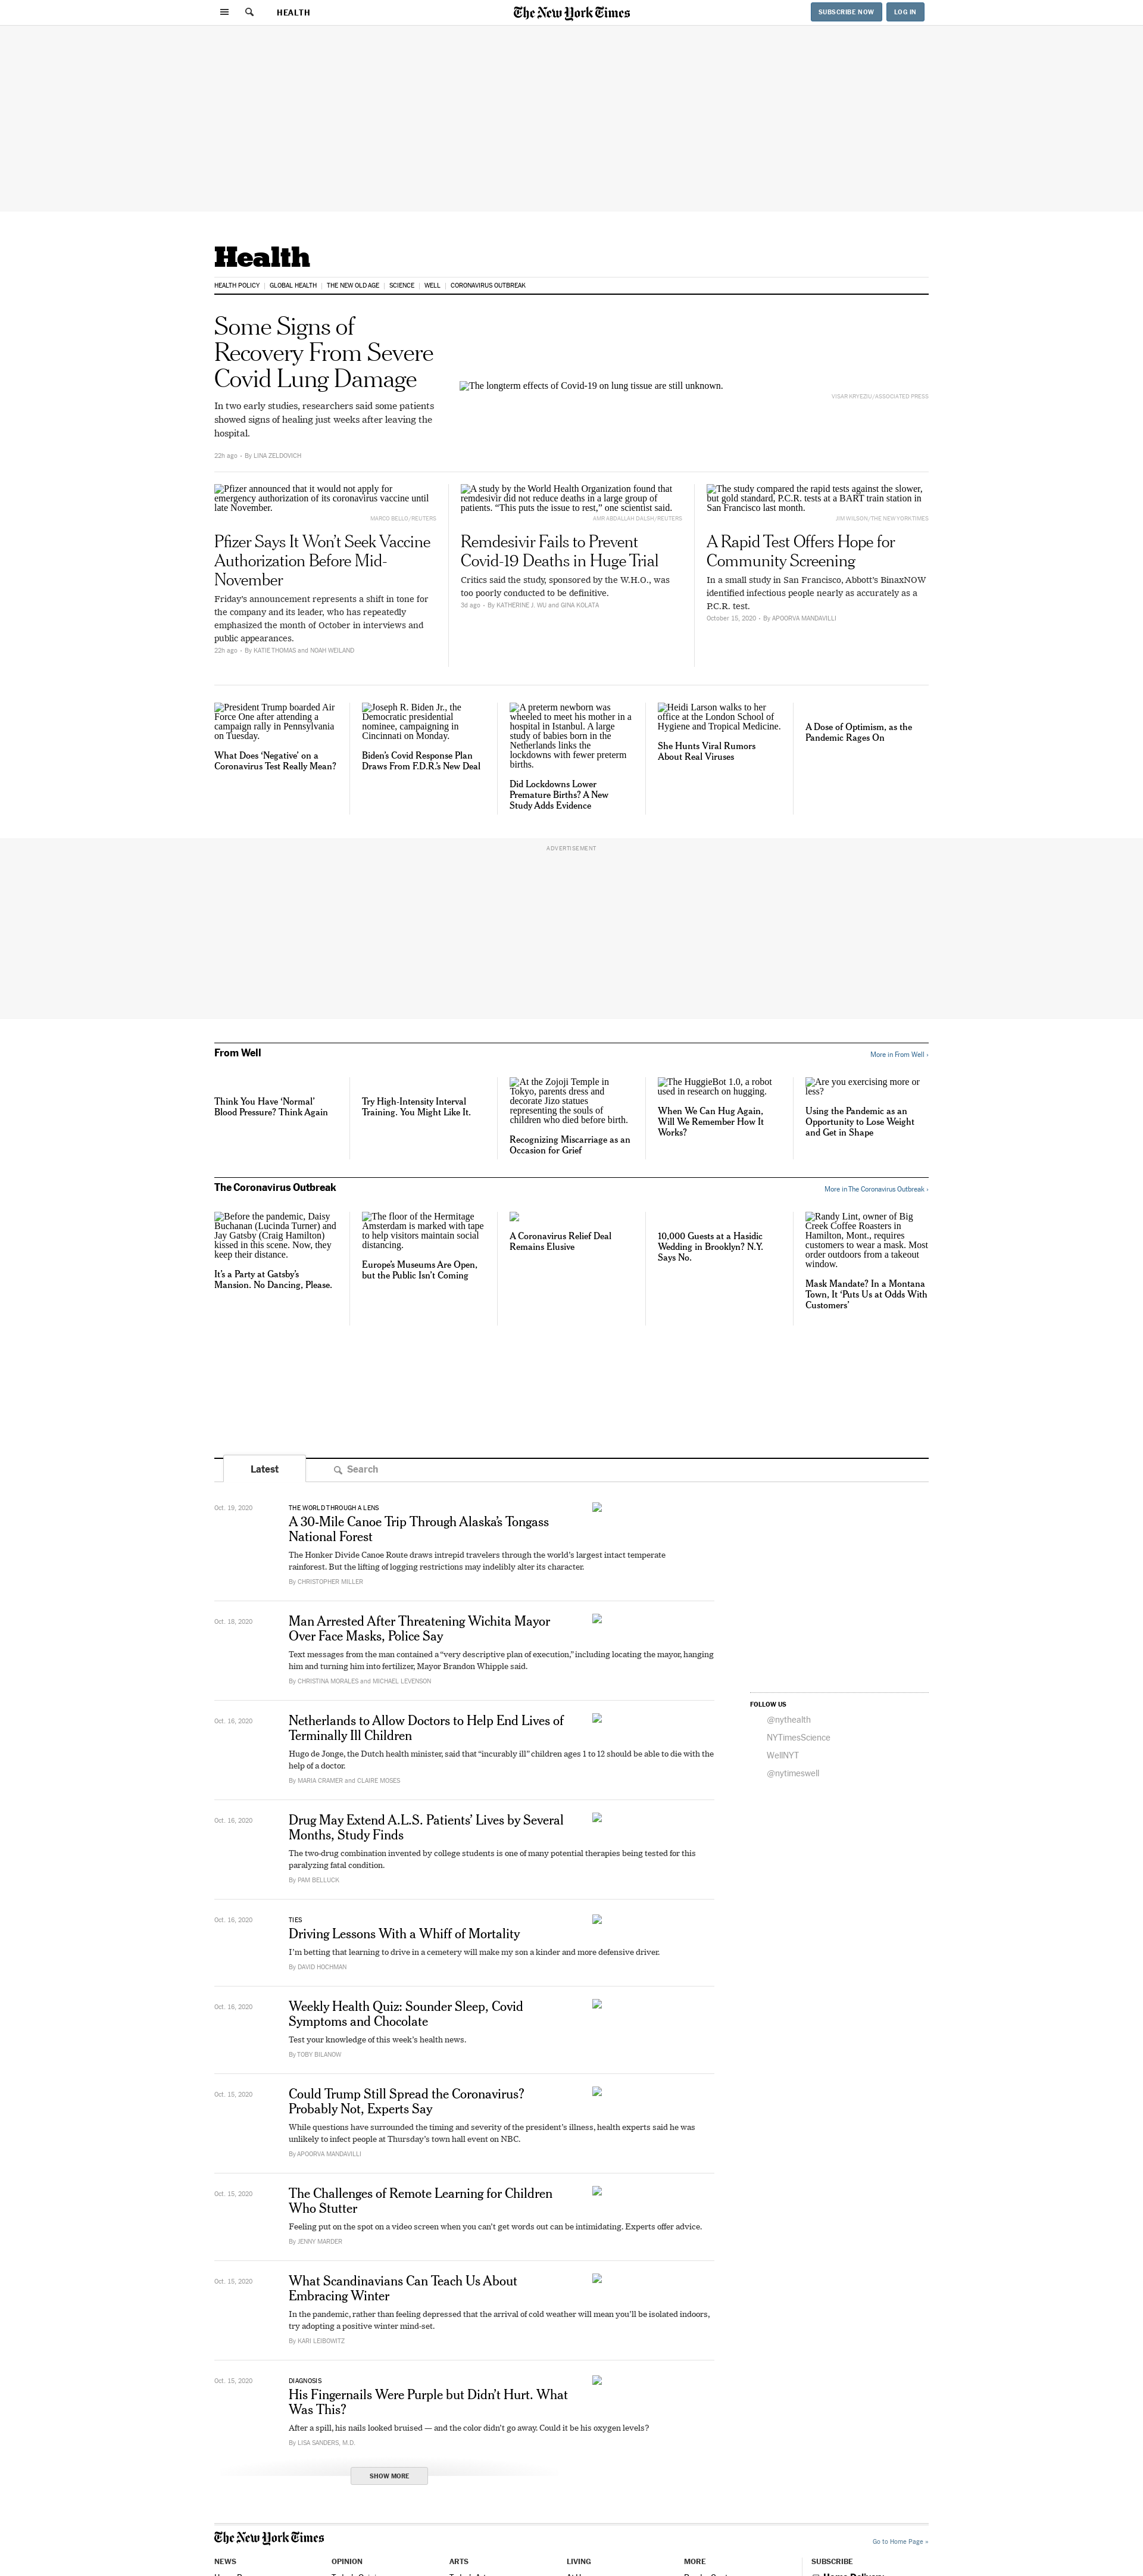 HEALTH
The New York Times
SUBSCRIBE NOW
LOG IN
Health
HEALTH POLICY
GLOBAL HEALTH
THE NEW OLD AGE
SCIENCE
WELL
CORONAVIRUS OUTBREAK
Some Signs of
Recovery From Severe
Covid Lung Damage
In two early studies, researchers said some patients
showed signs of healing just weeks after leaving the
hospital.
22h ago - By LINA ZELDOVICH
The longterm effects of Covid-19 on lung tissue are still unknown.
VISAR KRYEZIU/ASSOCIATED PRESS
Pfizer announced that it would not apply for
emergency authorization of its coronavirus vaccine until
late November.
MARCO BELLO/REUTERS
Pfizer Says It Won’t Seek Vaccine
Authorization Before Mid-
November
Friday’s announcement represents a shift in tone for
the company and its leader, who has repeatedly
emphasized the month of October in interviews and
public appearances.
22h ago - By KATIE THOMAS and NOAH WEILAND
A study by the World Health Organization found that
remdesivir did not reduce deaths in a large group of
patients. “This puts the issue to rest,” one scientist said.
AMR ABDALLAH DALSH/REUTERS
Remdesivir Fails to Prevent
Covid-19 Deaths in Huge Trial
Critics said the study, sponsored by the W.H.O., was
too poorly conducted to be definitive.
3d ago - By KATHERINE J. WU and GINA KOLATA
The study compared the rapid tests against the slower,
but gold standard, P.C.R. tests at a BART train station in
San Francisco last month.
JIM WILSON/THE NEW YORK TIMES
A Rapid Test Offers Hope for
Community Screening
In a small study in San Francisco, Abbott’s BinaxNOW
identified infectious people nearly as accurately as a
P.C.R. test.
October 15, 2020 - By APOORVA MANDAVILLI
President Trump boarded Air
Force One after attending a
campaign rally in Pennsylvania
on Tuesday.
What Does ‘Negative’ on a
Coronavirus Test Really Mean?
Joseph R. Biden Jr., the
Democratic presidential
nominee, campaigning in
Cincinnati on Monday.
Biden’s Covid Response Plan
Draws From F.D.R.’s New Deal
A preterm newborn was
wheeled to meet his mother in a
hospital in Istanbul. A large
study of babies born in the
Netherlands links the
lockdowns with fewer preterm
births.
Did Lockdowns Lower
Premature Births? A New
Study Adds Evidence
Heidi Larson walks to her
office at the London School of
Hygiene and Tropical Medicine.
She Hunts Viral Rumors
About Real Viruses
A Dose of Optimism, as the
Pandemic Rages On
ADVERTISEMENT
From Well
More in From Well ›
Think You Have ‘Normal’
Blood Pressure? Think Again
Try High-Intensity Interval
Training. You Might Like It.
At the Zojoji Temple in
Tokyo, parents dress and
decorate Jizo statues
representing the souls of
children who died before birth.
Recognizing Miscarriage as an
Occasion for Grief
The HuggieBot 1.0, a robot
used in research on hugging.
When We Can Hug Again,
Will We Remember How It
Works?
Are you exercising more or
less?
Using the Pandemic as an
Opportunity to Lose Weight
and Get in Shape
The Coronavirus Outbreak
More in The Coronavirus Outbreak ›
Before the pandemic, Daisy
Buchanan (Lucinda Turner) and
Jay Gatsby (Craig Hamilton)
kissed in this scene. Now, they
keep their distance.
It’s a Party at Gatsby’s
Mansion. No Dancing, Please.
The floor of the Hermitage
Amsterdam is marked with tape
to help visitors maintain social
distancing.
Europe’s Museums Are Open,
but the Public Isn’t Coming
A Coronavirus Relief Deal
Remains Elusive
10,000 Guests at a Hasidic
Wedding in Brooklyn? N.Y.
Says No.
Randy Lint, owner of Big
Creek Coffee Roasters in
Hamilton, Mont., requires
customers to wear a mask. Most
order outdoors from a takeout
window.
Mask Mandate? In a Montana
Town, It ‘Puts Us at Odds With
Customers’
Latest
Search
Oct. 19, 2020
THE WORLD THROUGH A LENS
A 30-Mile Canoe Trip Through Alaska’s Tongass
National Forest
The Honker Divide Canoe Route draws intrepid travelers through the world’s largest intact temperate
rainforest. But the lifting of logging restrictions may indelibly alter its character.
By CHRISTOPHER MILLER
Oct. 18, 2020
Man Arrested After Threatening Wichita Mayor
Over Face Masks, Police Say
Text messages from the man contained a “very descriptive plan of execution,” including locating the mayor, hanging
him and turning him into fertilizer, Mayor Brandon Whipple said.
By CHRISTINA MORALES and MICHAEL LEVENSON
FOLLOW US
@nythealth
NYTimesScience
WellNYT
@nytimeswell
Oct. 16, 2020
Netherlands to Allow Doctors to Help End Lives of
Terminally Ill Children
Hugo de Jonge, the Dutch health minister, said that “incurably ill” children ages 1 to 12 should be able to die with the
help of a doctor.
By MARIA CRAMER and CLAIRE MOSES
Oct. 16, 2020
Drug May Extend A.L.S. Patients’ Lives by Several
Months, Study Finds
The two-drug combination invented by college students is one of many potential therapies being tested for this
paralyzing fatal condition.
By PAM BELLUCK
Oct. 16, 2020
TIES
Driving Lessons With a Whiff of Mortality
I’m betting that learning to drive in a cemetery will make my son a kinder and more defensive driver.
By DAVID HOCHMAN
Oct. 16, 2020
Weekly Health Quiz: Sounder Sleep, Covid
Symptoms and Chocolate
Test your knowledge of this week’s health news.
By TOBY BILANOW
Oct. 15, 2020
Could Trump Still Spread the Coronavirus?
Probably Not, Experts Say
While questions have surrounded the timing and severity of the president’s illness, health experts said he was
unlikely to infect people at Thursday’s town hall event on NBC.
By APOORVA MANDAVILLI
Oct. 15, 2020
The Challenges of Remote Learning for Children
Who Stutter
Feeling put on the spot on a video screen when you can’t get words out can be intimidating. Experts offer advice.
By JENNY MARDER
Oct. 15, 2020
What Scandinavians Can Teach Us About
Embracing Winter
In the pandemic, rather than feeling depressed that the arrival of cold weather will mean you’ll be isolated indoors,
try adopting a positive winter mind-set.
By KARI LEIBOWITZ
Oct. 15, 2020
DIAGNOSIS
His Fingernails Were Purple but Didn’t Hurt. What
Was This?
After a spill, his nails looked bruised — and the color didn’t go away. Could it be his oxygen levels?
By LISA SANDERS, M.D.
SHOW MORE
The New York Times
Go to Home Page »
NEWS
OPINION
ARTS
LIVING
MORE
SUBSCRIBE